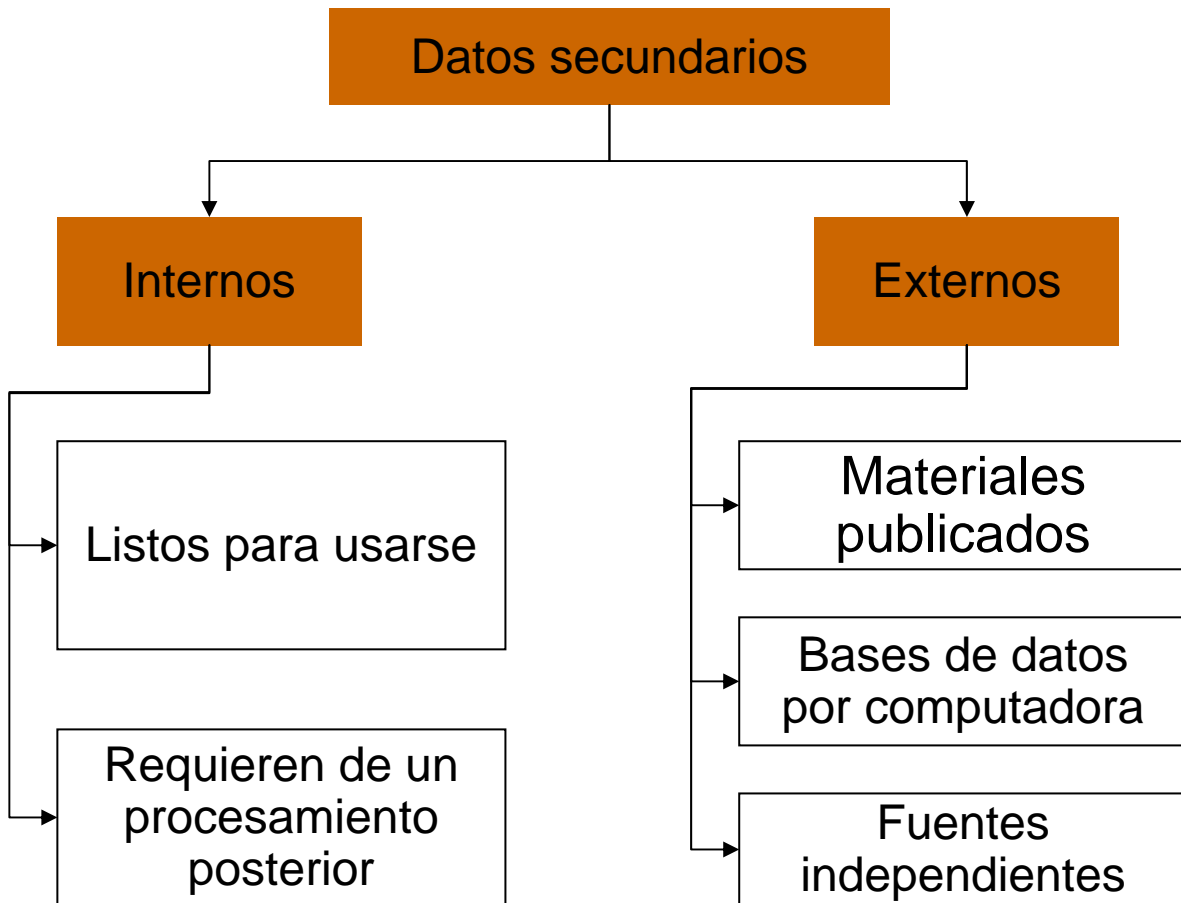 Datos secundarios
Internos
Externos
Listos para usarse
Requieren de un
procesamiento
posterior
Materiales
publicados
Bases de datos
por computadora
Fuentes
independientes